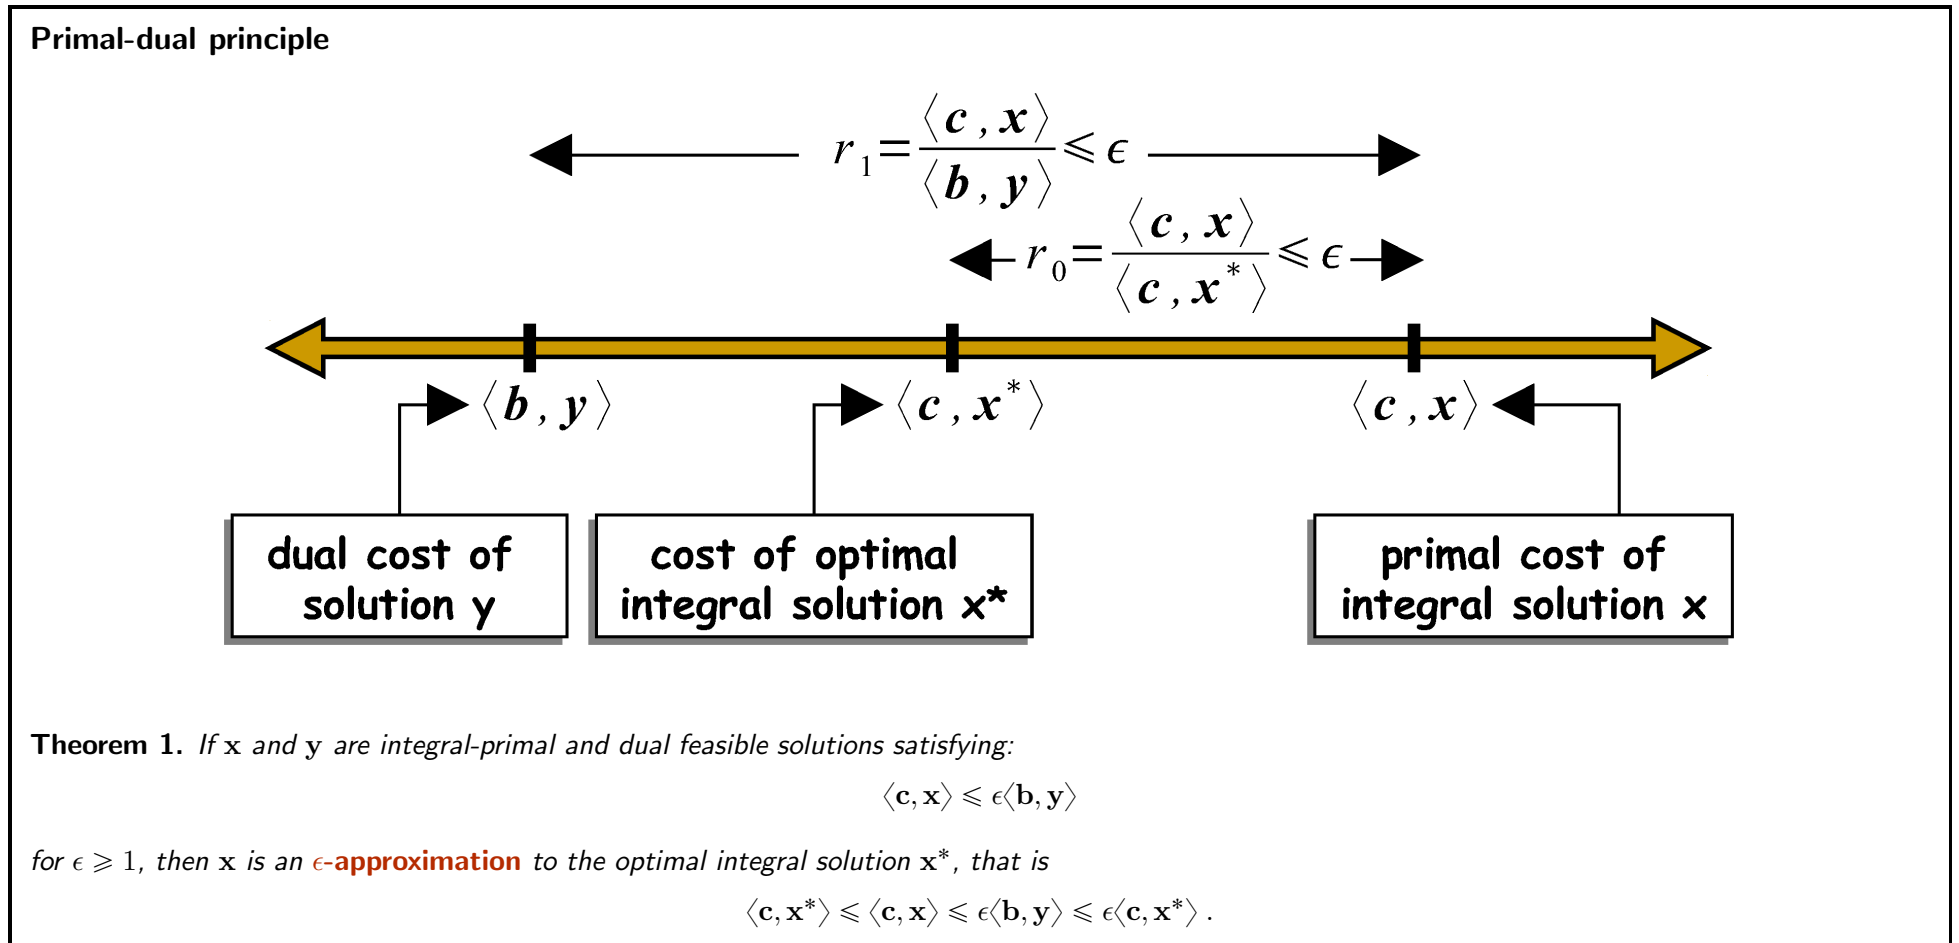 Primal-dual principle
r₁ = ⟨c, x⟩ / ⟨b, y⟩ ⩽ ϵ
r₀ = ⟨c, x⟩ / ⟨c, x*⟩ ⩽ ϵ
⟨b, y⟩ ⟨c, x*⟩ ⟨c, x⟩
dual cost of
solution y
cost of optimal
integral solution x*
primal cost of
integral solution x
Theorem 1. If x and y are integral-primal and dual feasible solutions satisfying:
⟨c, x⟩ ⩽ ϵ⟨b, y⟩
for ϵ ⩾ 1, then x is an ϵ-approximation to the optimal integral solution x*, that is
⟨c, x*⟩ ⩽ ⟨c, x⟩ ⩽ ϵ⟨b, y⟩ ⩽ ϵ⟨c, x*⟩ .